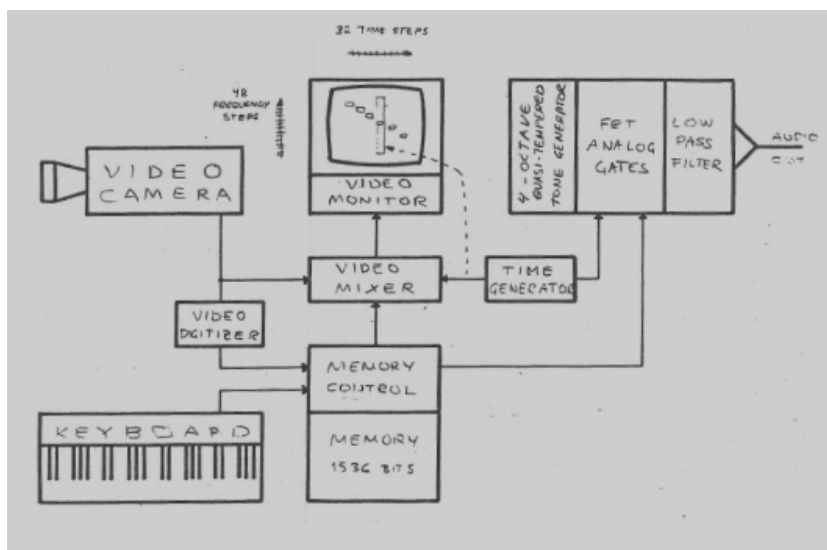 32 TIME STEPS
48
FREQUENCY
STEPS
VIDEO
CAMERA
VIDEO
MONITOR
4-OCTAVE
QUASI-TEMPERED
TONE GENERATOR
FET
ANALOG
GATES
LOW
PASS
FILTER
AUDIO
OUT
VIDEO
MIXER
TIME
GENERATOR
VIDEO
DIGITIZER
MEMORY
CONTROL
KEYBOARD
MEMORY
1536 BITS